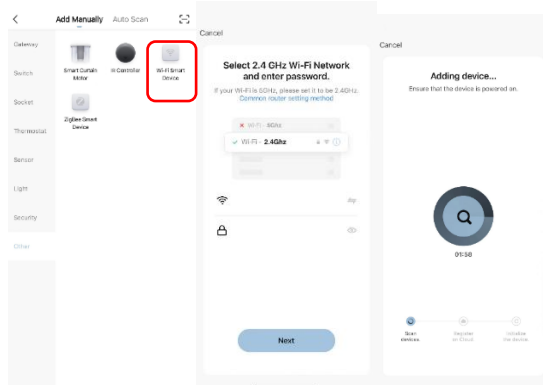 Add Manually Auto Scan
Gateway
Switch
Socket
Thermostat
Sensor
Light
Security
Other
Smart Curtain
Motor
IR Controller
Wi-Fi Smart
Device
ZigBee Smart
Device
Cancel
Select 2.4 GHz Wi-Fi Network
and enter password.
If your Wi-Fi is 5GHz, please set it to be 2.4GHz.
Common router setting method
Wi-Fi - 5Ghz
Wi-Fi - 2.4Ghz
Next
Cancel
Adding device...
Ensure that the device is powered on.
01:58
Scan
devices.
Register
on Cloud.
Initialize
the device.